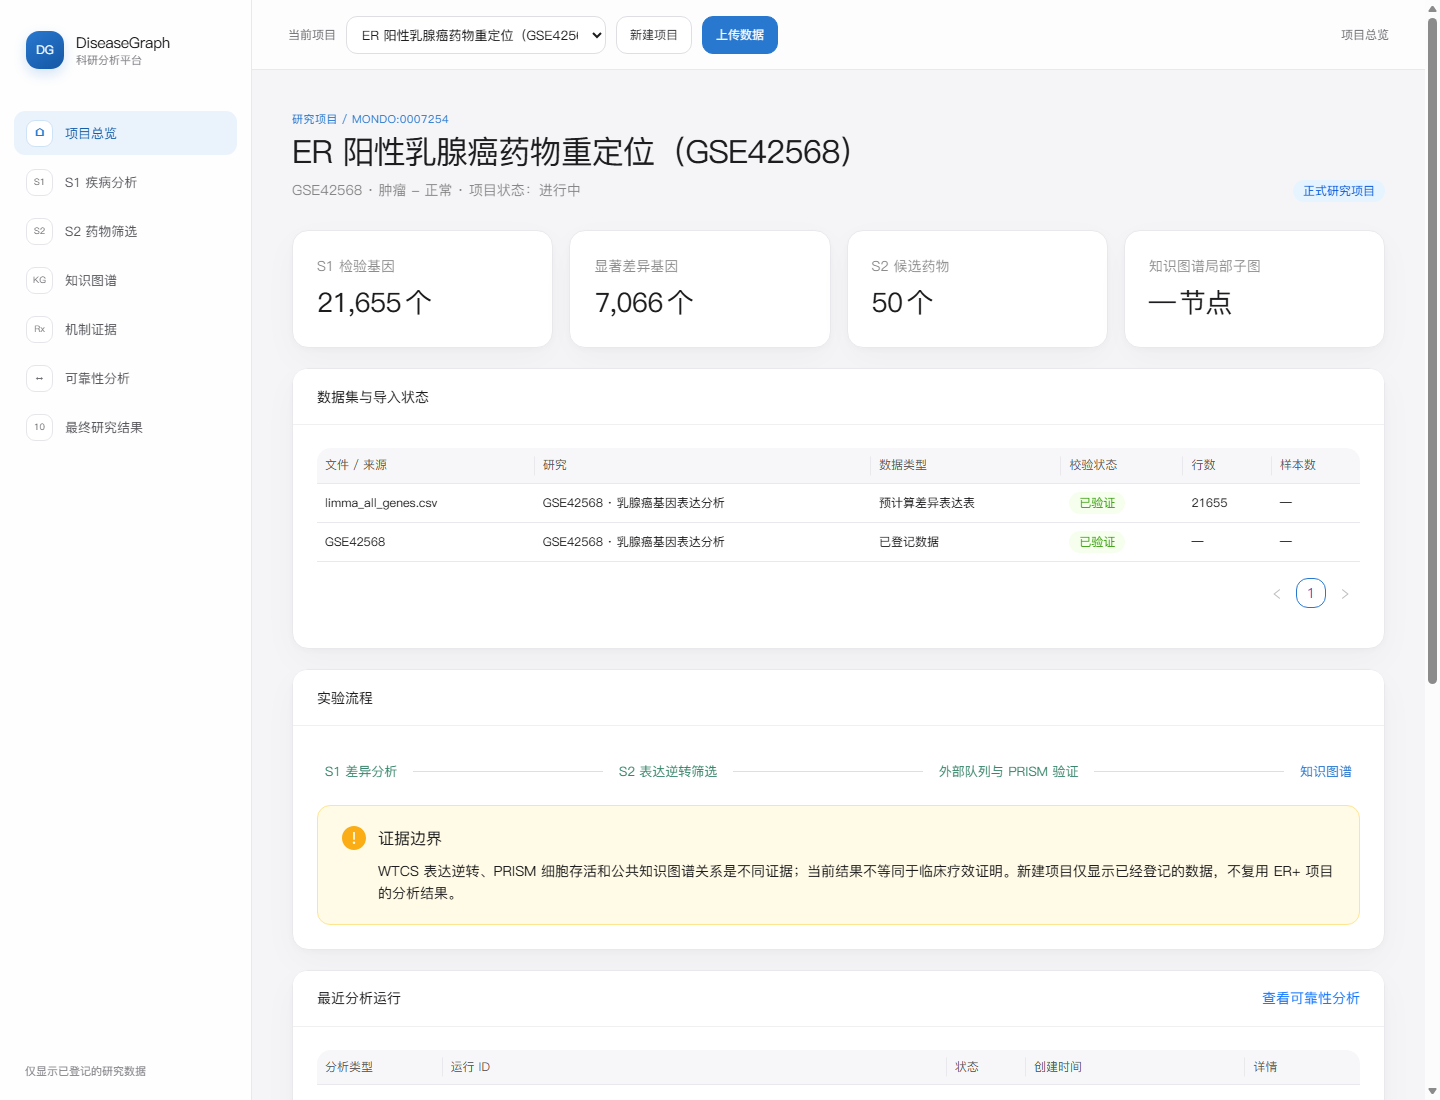 DG
DiseaseGraph
科研分析平台
项目总览
S1 S1 疾病分析
S2 S2 药物筛选
KG 知识图谱
Rx 机制证据
↔ 可靠性分析
10 最终研究结果
仅显示已登记的研究数据
当前项目 ER 阳性乳腺癌药物重定位（GSE425 新建项目 上传数据 项目总览
研究项目 / MONDO:0007254
ER 阳性乳腺癌药物重定位（GSE42568）
GSE42568 · 肿瘤 − 正常 · 项目状态：进行中 正式研究项目
S1 检验基因
21,655 个
显著差异基因
7,066 个
S2 候选药物
50 个
知识图谱局部子图
— 节点
数据集与导入状态
文件 / 来源 研究 数据类型 校验状态 行数 样本数
limma_all_genes.csv GSE42568 · 乳腺癌基因表达分析 预计算差异表达表 已验证 21655 —
GSE42568 GSE42568 · 乳腺癌基因表达分析 已登记数据 已验证 — —
< 1 >
实验流程
S1 差异分析 S2 表达逆转筛选 外部队列与 PRISM 验证 知识图谱
证据边界
WTCS 表达逆转、PRISM 细胞存活和公共知识图谱关系是不同证据；当前结果不等同于临床疗效证明。新建项目仅显示已经登记的数据，不复用 ER+ 项目
的分析结果。
最近分析运行 查看可靠性分析
分析类型 运行 ID 状态 创建时间 详情